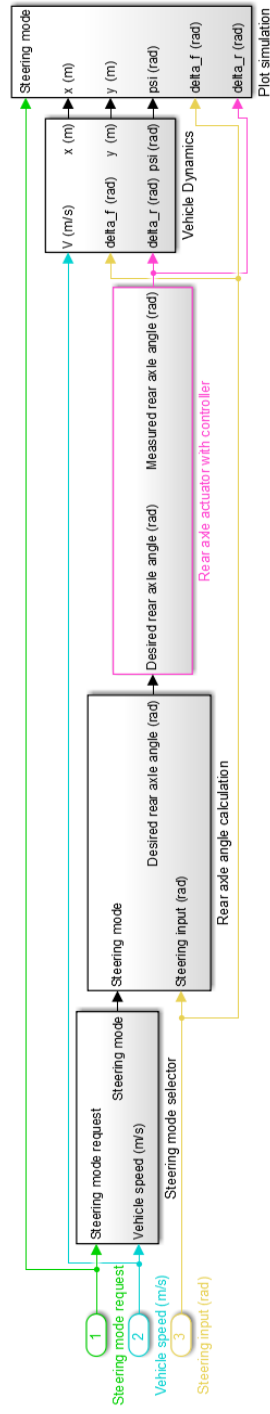 1
Steering mode request
2
Vehicle speed (m/s)
3
Steering input (rad)
Steering mode request
Steering mode
Vehicle speed (m/s)
Steering mode selector
Steering mode
Desired rear axle angle (rad)
Steering input (rad)
Rear axle angle calculation
Desired rear axle angle (rad)
Measured rear axle angle (rad)
Rear axle actuator with controller
V (m/s)
x (m)
delta_f (rad)
y (m)
delta_r (rad)
psi (rad)
Vehicle Dynamics
Steering mode
x (m)
y (m)
psi (rad)
delta_f (rad)
delta_r (rad)
Plot simulation